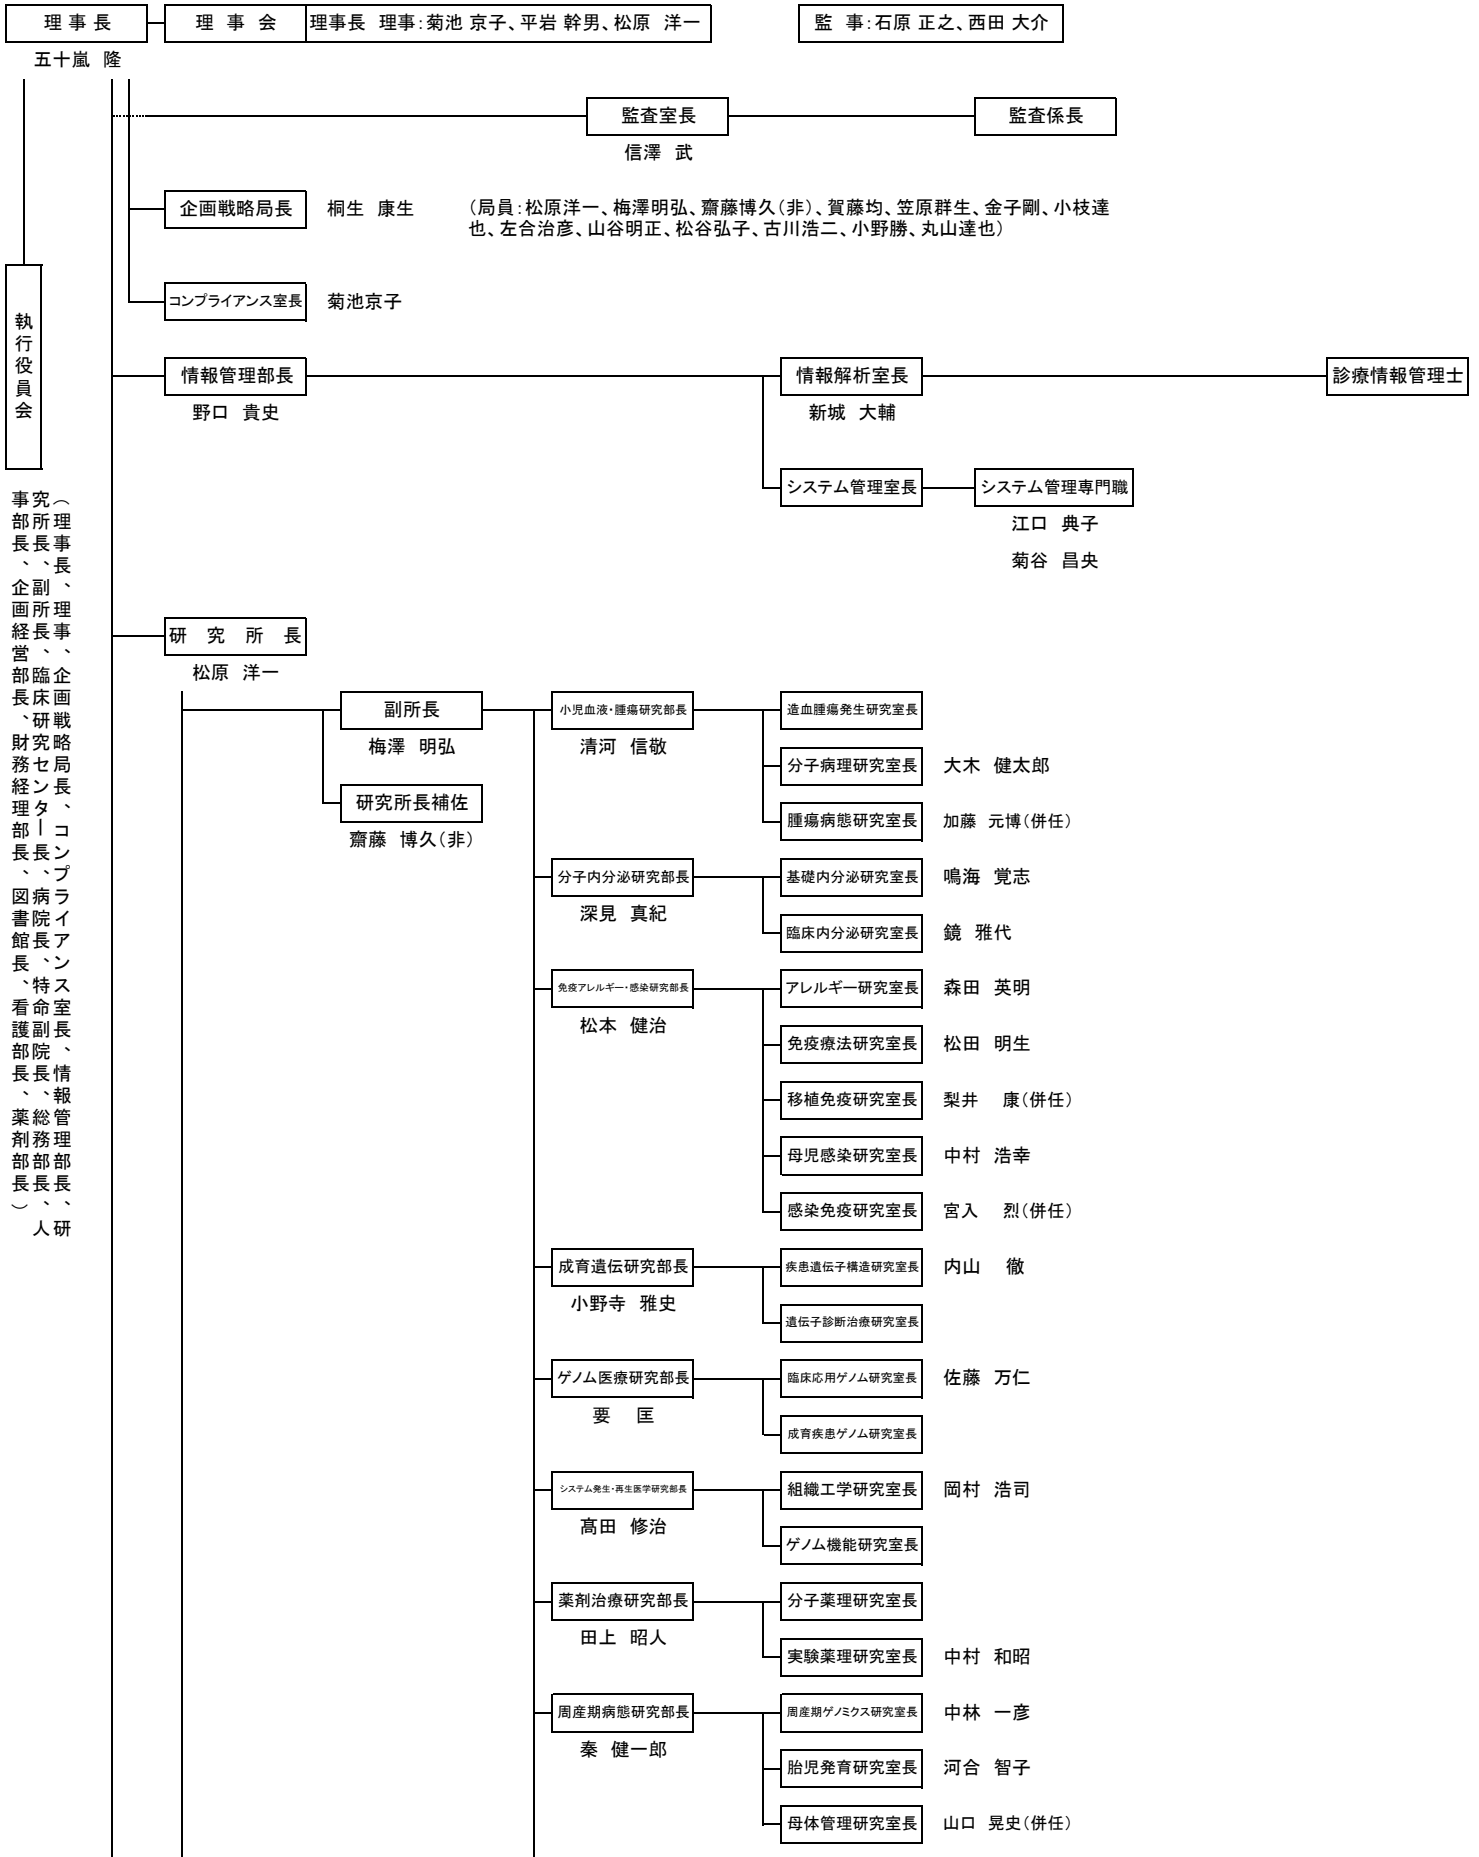 理事長 理事会 理事長 理事：菊池 京子、平岩 幹男、松原 洋一 監 事：石原 正之、西田 大介
五十嵐 隆
監査室長 監査係長
信澤 武
企画戦略局長 桐生 康生 （局員：松原洋一、梅澤明弘、齋藤博久（非）、賀藤均、笠原群生、金子剛、小枝達
也、左合治彦、山谷明正、松谷弘子、古川浩二、小野勝、丸山達也）
コンプライアンス室長 菊池京子
執行役員会
（理事長、理事、企画戦略局長、コンプライアンス室長、情報管理部長、研
究所長、副所長、臨床研究センター長、病院長、特命副院長、総務部長、人
事部長、企画経営部長、財務経理部長、図書館長、看護部長、薬剤部長）
情報管理部長 情報解析室長 診療情報管理士
野口 貴史 新城 大輔
システム管理室長 システム管理専門職
江口 典子
菊谷 昌央
研究所長
松原 洋一
副所長 小児血液・腫瘍研究部長 造血腫瘍発生研究室長
梅澤 明弘 清河 信敬
分子病理研究室長 大木 健太郎
研究所長補佐
齋藤 博久（非）
腫瘍病態研究室長 加藤 元博（併任）
分子内分泌研究部長 基礎内分泌研究室長 鳴海 覚志
深見 真紀
臨床内分泌研究室長 鏡 雅代
免疫アレルギー・感染研究部長 アレルギー研究室長 森田 英明
松本 健治
免疫療法研究室長 松田 明生
移植免疫研究室長 梨井 康（併任）
母児感染研究室長 中村 浩幸
感染免疫研究室長 宮入 烈（併任）
成育遺伝研究部長 疾患遺伝子構造研究室長 内山 徹
小野寺 雅史
遺伝子診断治療研究室長
ゲノム医療研究部長 臨床応用ゲノム研究室長 佐藤 万仁
要 匡
成育疾患ゲノム研究室長
システム発生・再生医学研究部長 組織工学研究室長 岡村 浩司
髙田 修治
ゲノム機能研究室長
薬剤治療研究部長 分子薬理研究室長
田上 昭人
実験薬理研究室長 中村 和昭
周産期病態研究部長 周産期ゲノミクス研究室長 中林 一彦
秦 健一郎
胎児発育研究室長 河合 智子
母体管理研究室長 山口 晃史（併任）